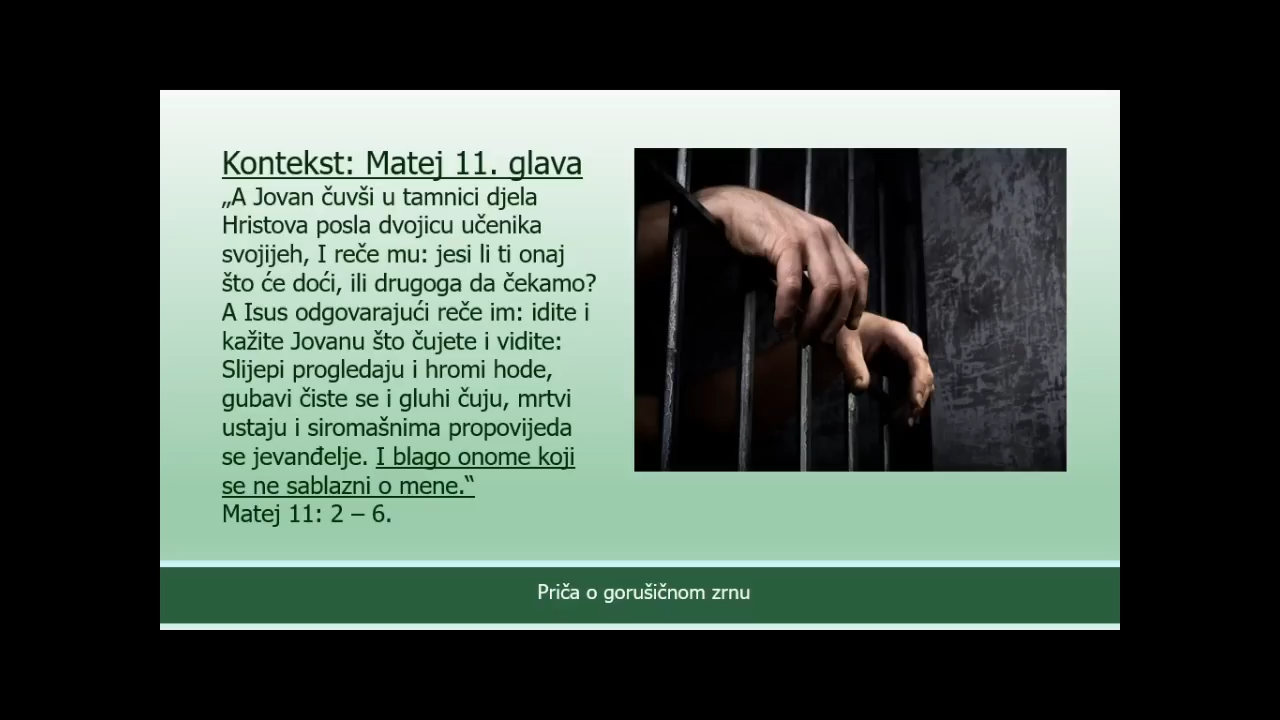 Kontekst: Matej 11. glava
„A Jovan čuvši u tamnici djela
Hristova posla dvojicu učenika
svojijeh, I reče mu: jesi li ti onaj
što će doći, ili drugoga da čekamo?
A Isus odgovarajući reče im: idite i
kažite Jovanu što čujete i vidite:
Slijepi progledaju i hromi hode,
gubavi čiste se i gluhi čuju, mrtvi
ustaju i siromašnima propovijeda
se jevanđelje. I blago onome koji
se ne sablazni o mene.“
Matej 11: 2 – 6.
Priča o gorušičnom zrnu